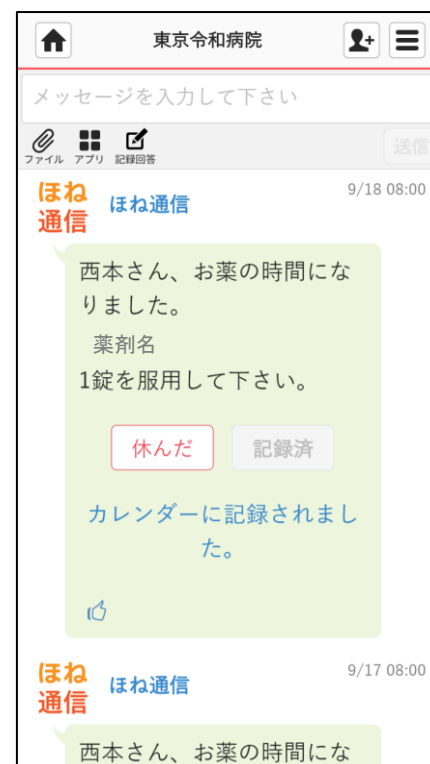 東京令和病院
メッセージを入力して下さい
ファイル アプリ 記録回答 送信
ほね
通信
ほね通信
9/18 08:00
西本さん、お薬の時間にな
りました。
薬剤名
1錠を服用して下さい。
休んだ 記録済
カレンダーに記録されまし
た。
ほね
通信
ほね通信
9/17 08:00
西本さん、お薬の時間にな